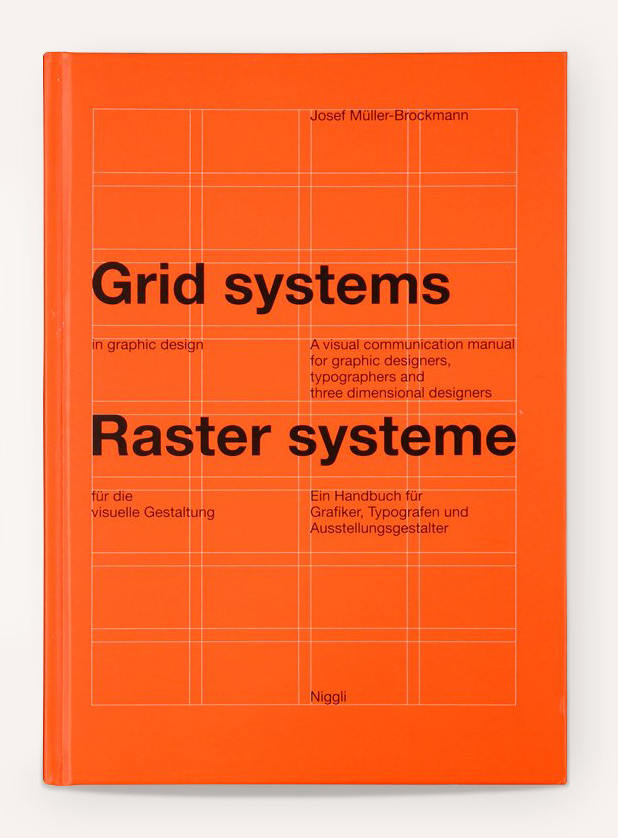 Josef Müller-Brockmann
Grid systems
in graphic design
A visual communication manual
for graphic designers,
typographers and
three dimensional designers
Raster systeme
für die
visuelle Gestaltung
Ein Handbuch für
Grafiker, Typografen und
Ausstellungsgestalter
Niggli